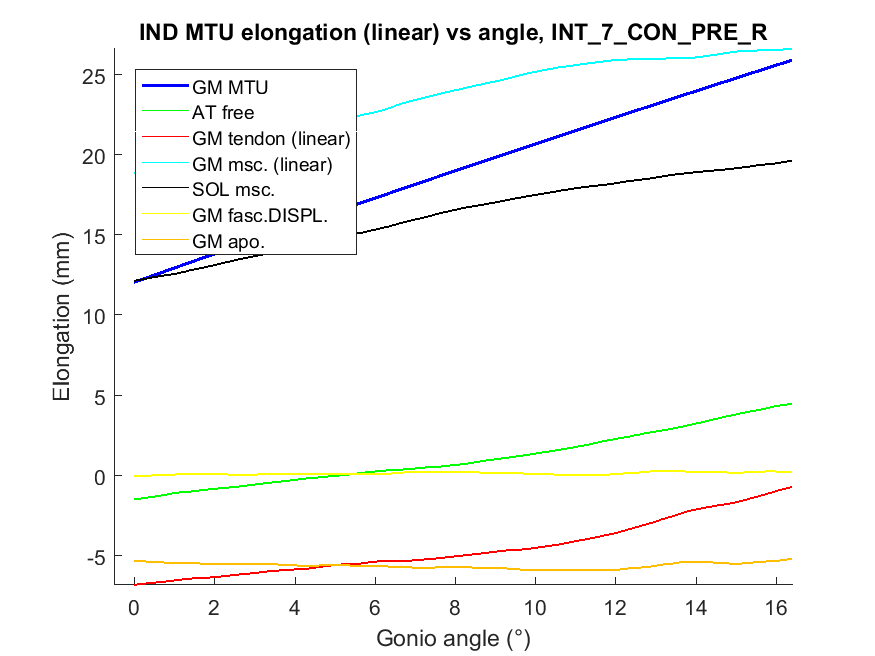 IND MTU elongation (linear) vs angle, INT_7_CON_PRE_R
25
20
15
10
5
0
-5
Elongation (mm)
GM MTU
AT free
GM tendon (linear)
GM msc. (linear)
SOL msc.
GM fasc.DISPL.
GM apo.
0 2 4 6 8 10 12 14 16
Gonio angle (°)